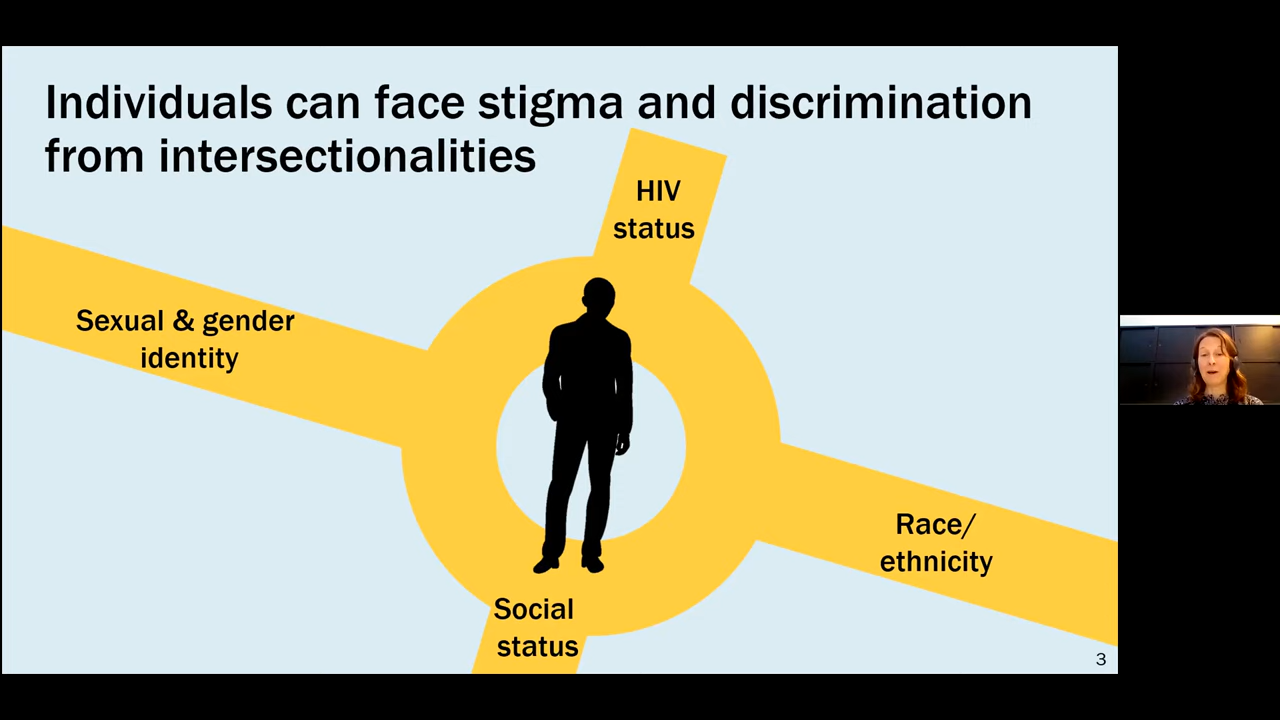 Individuals can face stigma and discrimination
from intersectionalities
HIV
status
Sexual & gender
identity
Race/
ethnicity
Social
status
3